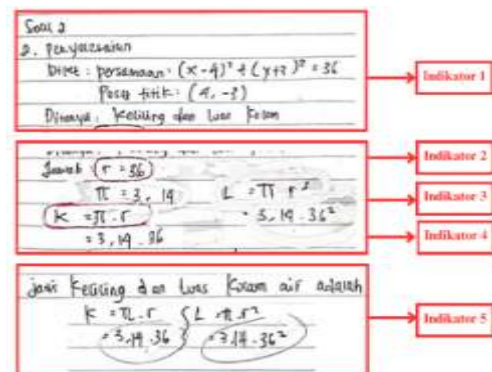 Soal 2
2. Penyelesaian
Diket : persamaan : (x-4)² + (y+3)² = 36
Posisi titik : (4, -3)
Ditanya : Keliling dan Luas Kolam
Indikator 1
Jawab : r = 36
π = 3,14 L = π r²
K = π . r = 3,14 . 36²
= 3,14 . 36
Indikator 2
Indikator 3
Indikator 4
jadi Keliling dan Luas Kolam air adalah
K = π . r L = π . r²
= 3,14 . 36 = 3,14 . 36²
Indikator 5